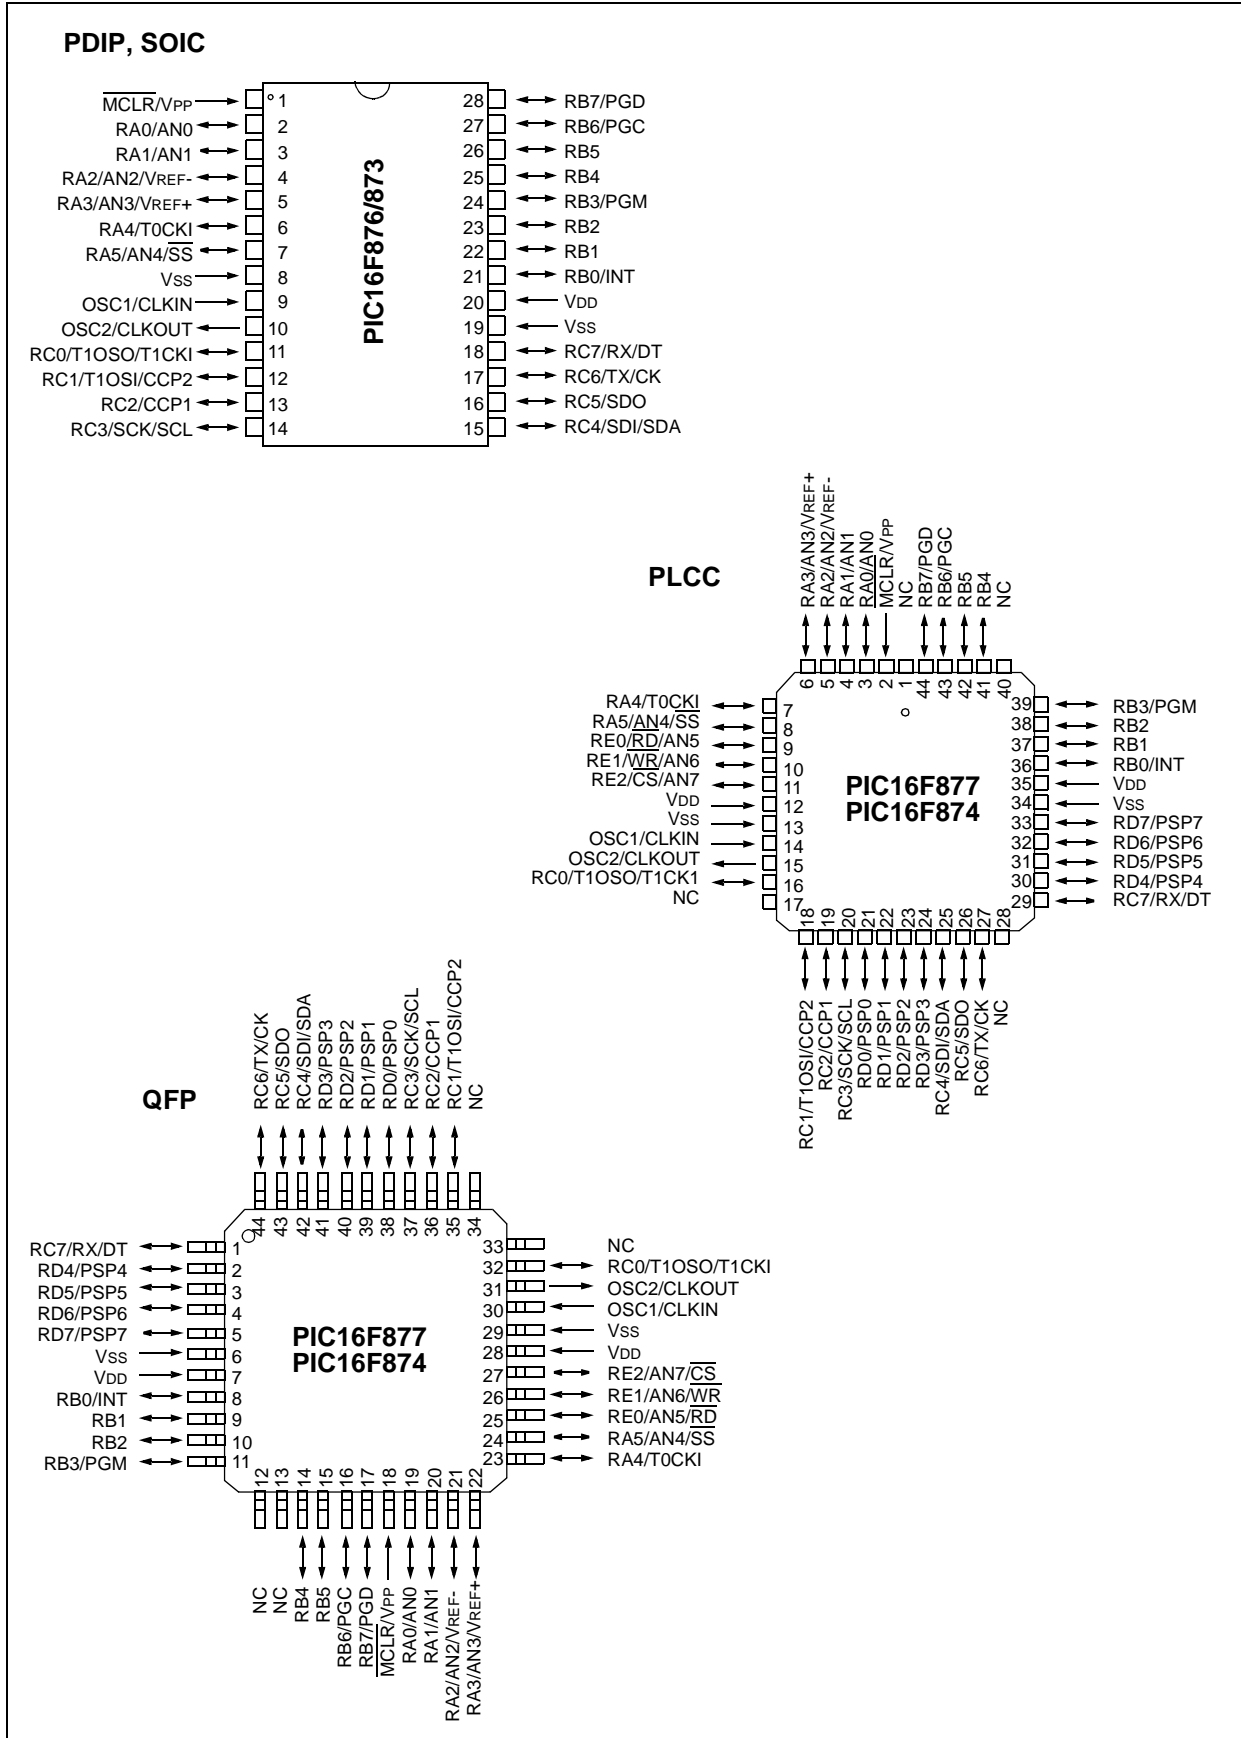 PDIP, SOIC
MCLR/VPP
RA0/AN0
RA1/AN1
RA2/AN2/VREF-
RA3/AN3/VREF+
RA4/T0CKI
RA5/AN4/SS
VSS
OSC1/CLKIN
OSC2/CLKOUT
RC0/T1OSO/T1CKI
RC1/T1OSI/CCP2
RC2/CCP1
RC3/SCK/SCL
1
2
3
4
5
6
7
8
9
10
11
12
13
14
PIC16F876/873
28
27
26
25
24
23
22
21
20
19
18
17
16
15
RB7/PGD
RB6/PGC
RB5
RB4
RB3/PGM
RB2
RB1
RB0/INT
VDD
VSS
RC7/RX/DT
RC6/TX/CK
RC5/SDO
RC4/SDI/SDA
PLCC
RA3/AN3/VREF+
RA2/AN2/VREF-
RA1/AN1
RA0/AN0
MCLR/VPP
NC
RB7/PGD
RB6/PGC
RB5
RB4
NC
6
5
4
3
2
1
44
43
42
41
40
RA4/T0CKI
RA5/AN4/SS
RE0/RD/AN5
RE1/WR/AN6
RE2/CS/AN7
VDD
VSS
OSC1/CLKIN
OSC2/CLKOUT
RC0/T1OSO/T1CK1
NC
7
8
9
10
11
12
13
14
15
16
17
PIC16F877
PIC16F874
39
38
37
36
35
34
33
32
31
30
29
RB3/PGM
RB2
RB1
RB0/INT
VDD
VSS
RD7/PSP7
RD6/PSP6
RD5/PSP5
RD4/PSP4
RC7/RX/DT
18
19
20
21
22
23
24
25
26
27
28
RC1/T1OSI/CCP2
RC2/CCP1
RC3/SCK/SCL
RD0/PSP0
RD1/PSP1
RD2/PSP2
RD3/PSP3
RC4/SDI/SDA
RC5/SDO
RC6/TX/CK
NC
QFP
RC6/TX/CK
RC5/SDO
RC4/SDI/SDA
RD3/PSP3
RD2/PSP2
RD1/PSP1
RD0/PSP0
RC3/SCK/SCL
RC2/CCP1
RC1/T1OSI/CCP2
NC
44
43
42
41
40
39
38
37
36
35
34
RC7/RX/DT
RD4/PSP4
RD5/PSP5
RD6/PSP6
RD7/PSP7
VSS
VDD
RB0/INT
RB1
RB2
RB3/PGM
1
2
3
4
5
6
7
8
9
10
11
PIC16F877
PIC16F874
33
32
31
30
29
28
27
26
25
24
23
NC
RC0/T1OSO/T1CKI
OSC2/CLKOUT
OSC1/CLKIN
VSS
VDD
RE2/AN7/CS
RE1/AN6/WR
RE0/AN5/RD
RA5/AN4/SS
RA4/T0CKI
12
13
14
15
16
17
18
19
20
21
22
NC
NC
RB4
RB5
RB6/PGC
RB7/PGD
MCLR/VPP
RA0/AN0
RA1/AN1
RA2/AN2/VREF-
RA3/AN3/VREF+